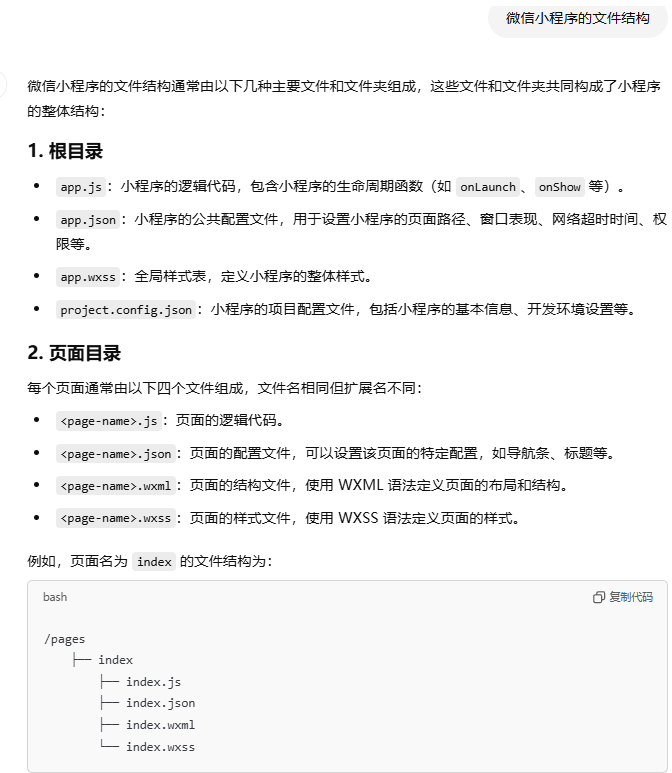 微信小程序的文件结构
微信小程序的文件结构通常由以下几种主要文件和文件夹组成，这些文件和文件夹共同构成了小程序
的整体结构：
1. 根目录
• app.js：小程序的逻辑代码，包含小程序的生命周期函数（如 onLaunch、onShow 等）。
• app.json：小程序的公共配置文件，用于设置小程序的页面路径、窗口表现、网络超时时间、权
限等。
• app.wxss：全局样式表，定义小程序的整体样式。
• project.config.json：小程序的项目配置文件，包括小程序的基本信息、开发环境设置等。
2. 页面目录
每个页面通常由以下四个文件组成，文件名相同但扩展名不同：
• <page-name>.js：页面的逻辑代码。
• <page-name>.json：页面的配置文件，可以设置该页面的特定配置，如导航条、标题等。
• <page-name>.wxml：页面的结构文件，使用 WXML 语法定义页面的布局和结构。
• <page-name>.wxss：页面的样式文件，使用 WXSS 语法定义页面的样式。
例如，页面名为 index 的文件结构为：
bash 复制代码
/pages
├── index
├── index.js
├── index.json
├── index.wxml
└── index.wxss